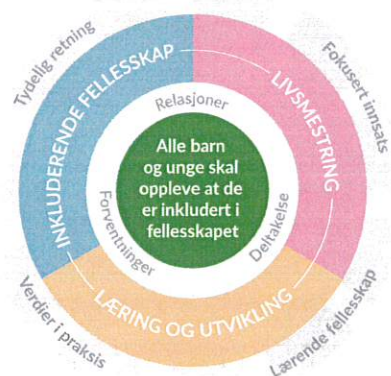 Tydelig retning
Fokusert innsats
INKLUDERENDE FELLESSKAP
LIVSMESTRING
Relasjoner
Alle barn
og unge skal
oppleve at de
er inkludert i
fellesskapet
Forventninger
Deltakelse
LÆRING OG UTVIKLING
Verdier i praksis
Lærende fellesskap